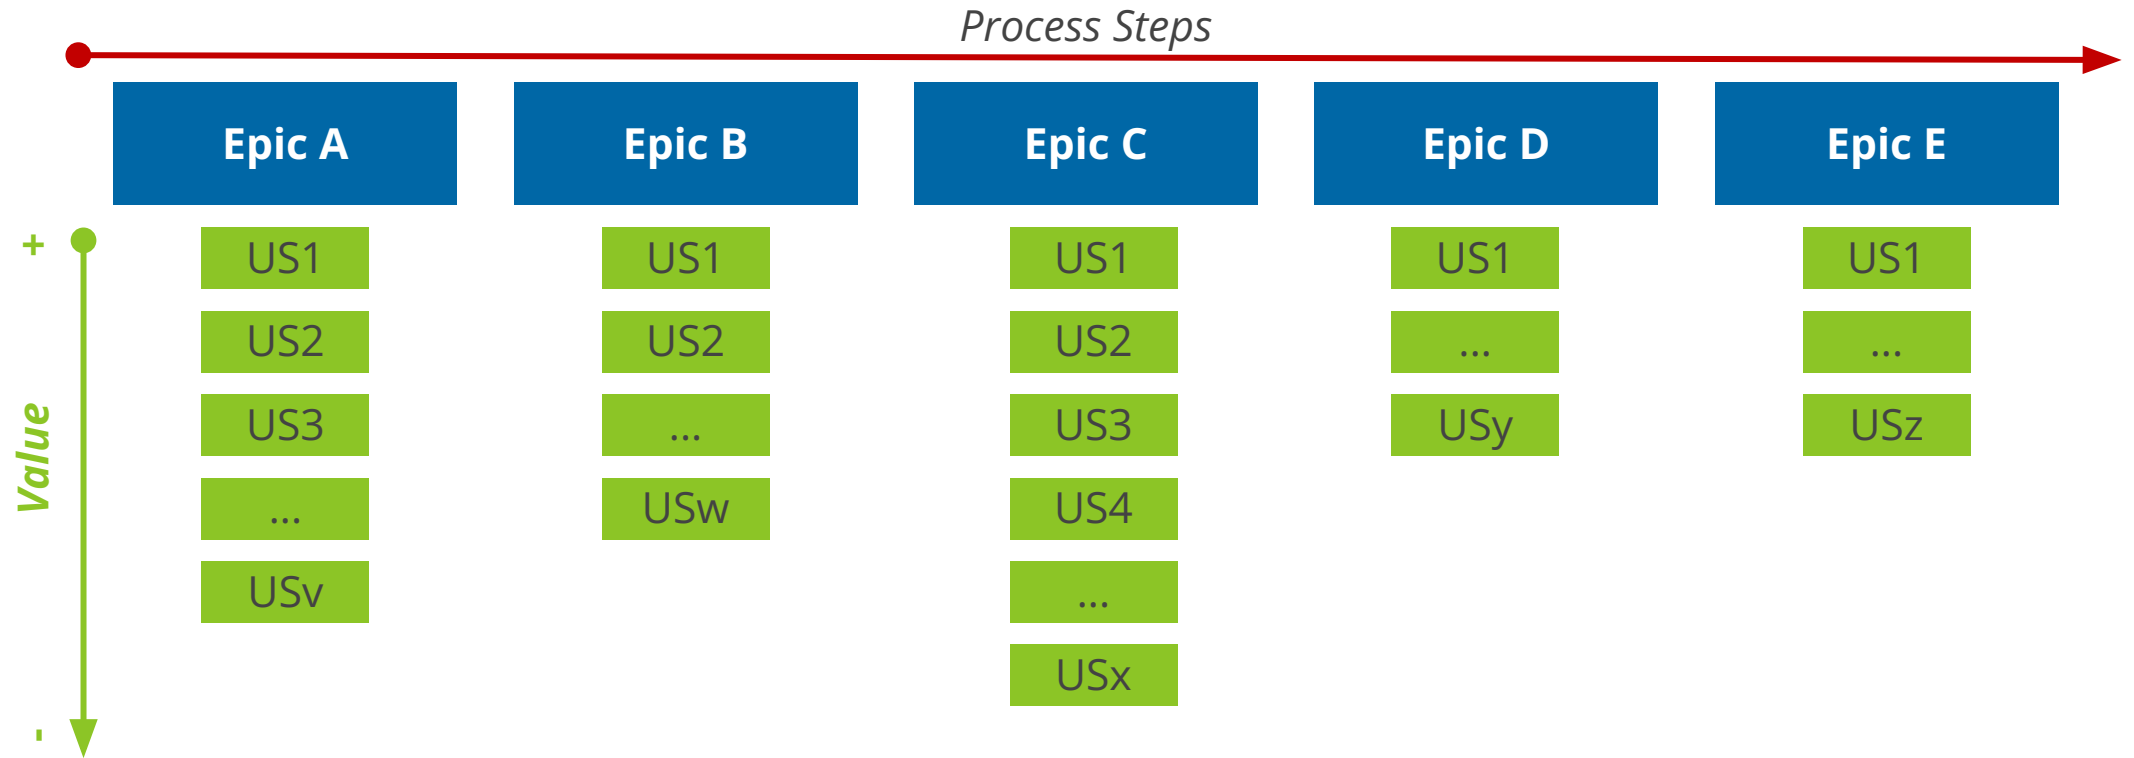 Process Steps
Epic A Epic B Epic C Epic D Epic E
+ US1 US1 US1 US1 US1
US2 US2 US2 ... ...
US3 ... US3 USy USz
Value
... USw US4
USv ...
USx
-